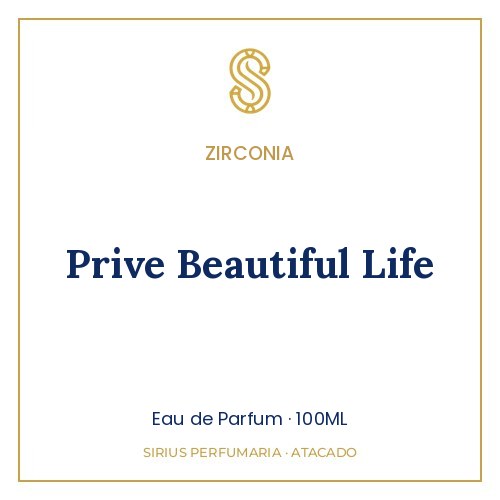 ZIRCONIA
Prive Beautiful Life
Eau de Parfum · 100ML
SIRIUS PERFUMARIA · ATACADO